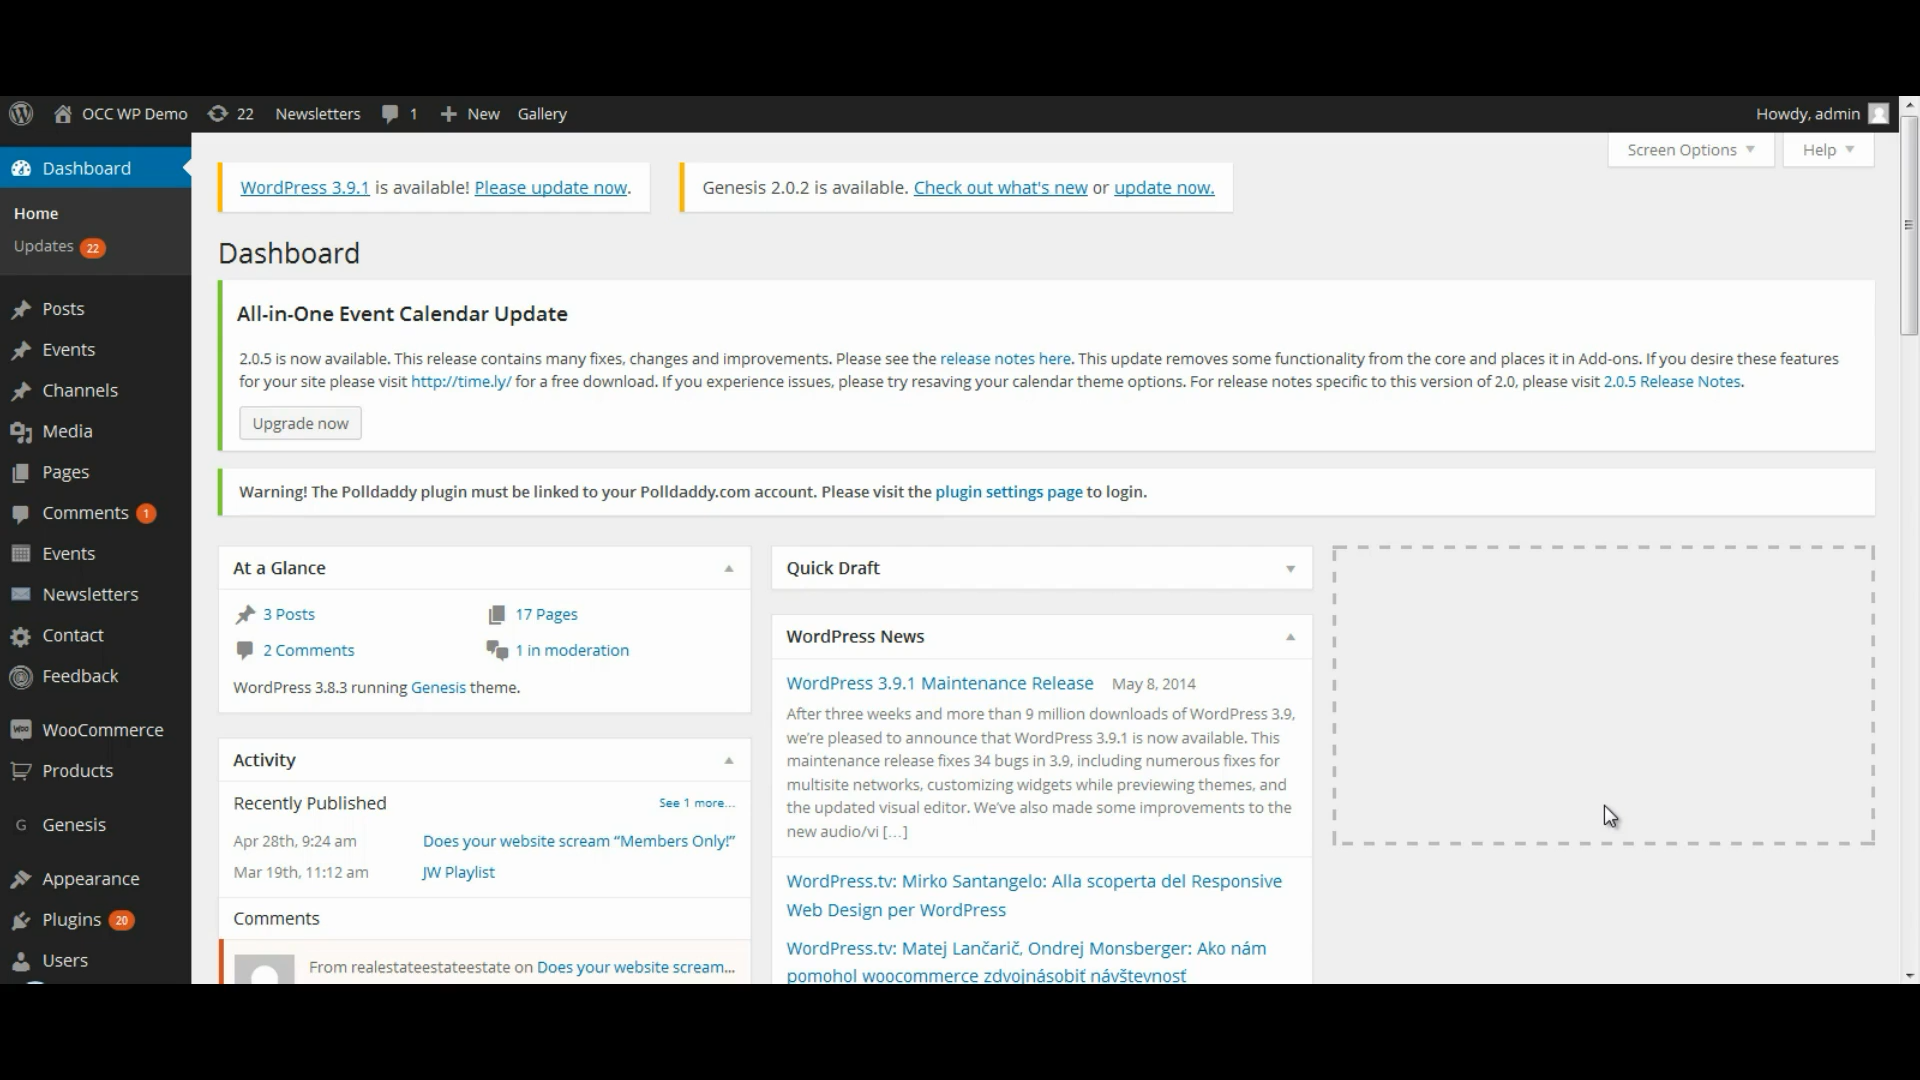 OCC WP Demo 22 Newsletters 1 New Gallery Howdy, admin
Screen Options Help
Dashboard
Home
Updates 22
Posts
Events
Channels
Media
Pages
Comments 1
Events
Newsletters
Contact
Feedback
WooCommerce
Products
Genesis
Appearance
Plugins 20
Users
WordPress 3.9.1 is available! Please update now.
Genesis 2.0.2 is available. Check out what's new or update now.
Dashboard
All-in-One Event Calendar Update
2.0.5 is now available. This release contains many fixes, changes and improvements. Please see the release notes here. This update removes some functionality from the core and places it in Add-ons. If you desire these features
for your site please visit http://time.ly/ for a free download. If you experience issues, please try resaving your calendar theme options. For release notes specific to this version of 2.0, please visit 2.0.5 Release Notes.
Upgrade now
Warning! The Polldaddy plugin must be linked to your Polldaddy.com account. Please visit the plugin settings page to login.
At a Glance
3 Posts 17 Pages
2 Comments 1 in moderation
WordPress 3.8.3 running Genesis theme.
Activity
Recently Published See 1 more...
Apr 28th, 9:24 am Does your website scream “Members Only!”
Mar 19th, 11:12 am JW Playlist
Comments
From realestateestateestate on Does your website scream...
Quick Draft
WordPress News
WordPress 3.9.1 Maintenance Release May 8, 2014
After three weeks and more than 9 million downloads of WordPress 3.9,
we’re pleased to announce that WordPress 3.9.1 is now available. This
maintenance release fixes 34 bugs in 3.9, including numerous fixes for
multisite networks, customizing widgets while previewing themes, and
the updated visual editor. We’ve also made some improvements to the
new audio/vi […]
WordPress.tv: Mirko Santangelo: Alla scoperta del Responsive
Web Design per WordPress
WordPress.tv: Matej Lančarič, Ondrej Monsberger: Ako nám
pomohol woocommerce zdvojnásobiť návštevnosť